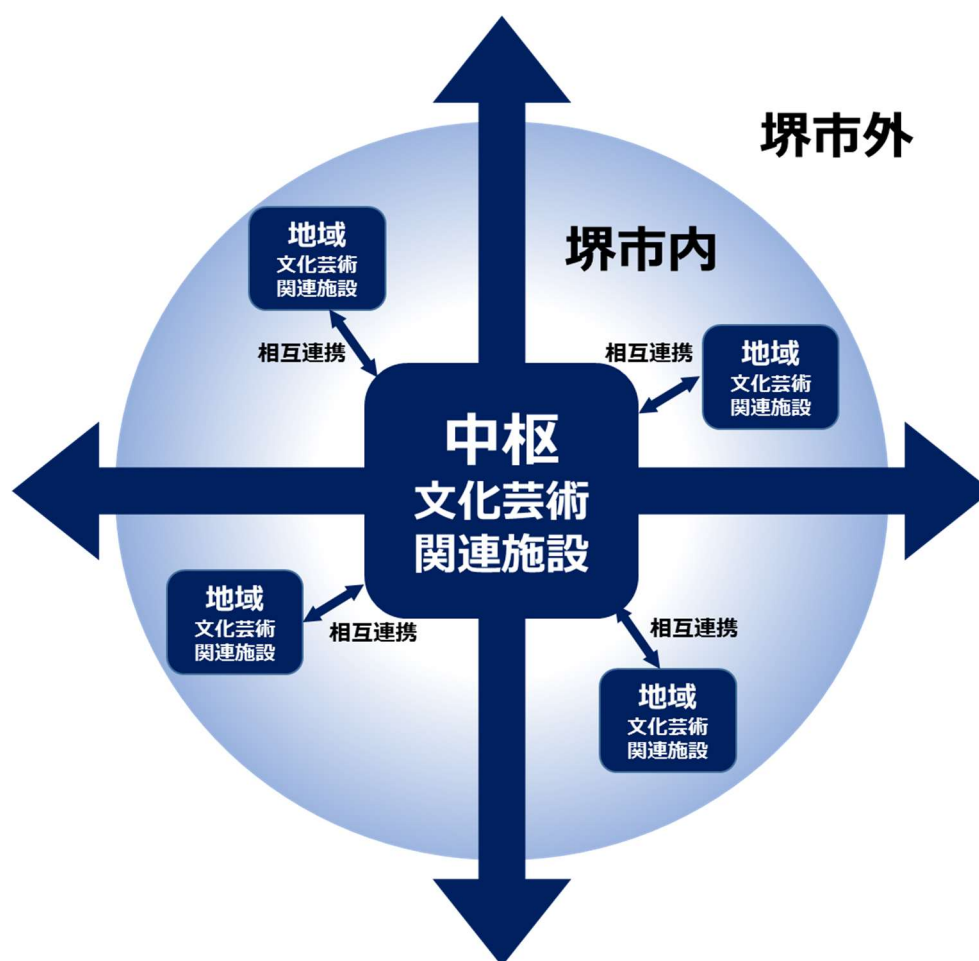 堺市外
堺市内
地域
文化芸術
関連施設
相互連携
相互連携
地域
文化芸術
関連施設
中枢
文化芸術
関連施設
地域
文化芸術
関連施設
相互連携
相互連携
地域
文化芸術
関連施設